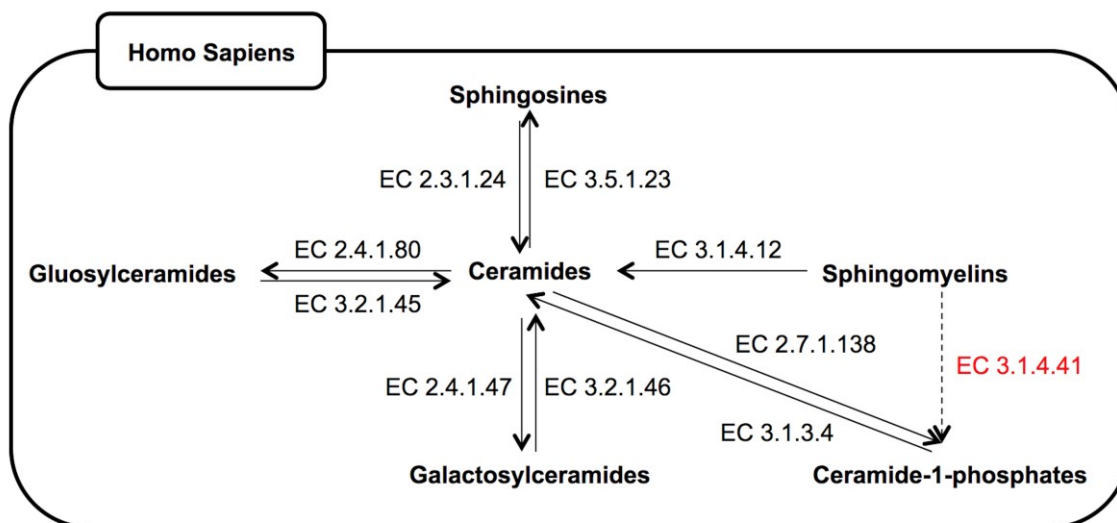 Homo Sapiens
Sphingosines
EC 2.3.1.24
EC 3.5.1.23
EC 2.4.1.80
EC 3.1.4.12
Gluosylceramides
Ceramides
Sphingomyelins
EC 3.2.1.45
EC 2.7.1.138
EC 3.1.4.41
EC 2.4.1.47
EC 3.2.1.46
EC 3.1.3.4
Galactosylceramides
Ceramide-1-phosphates